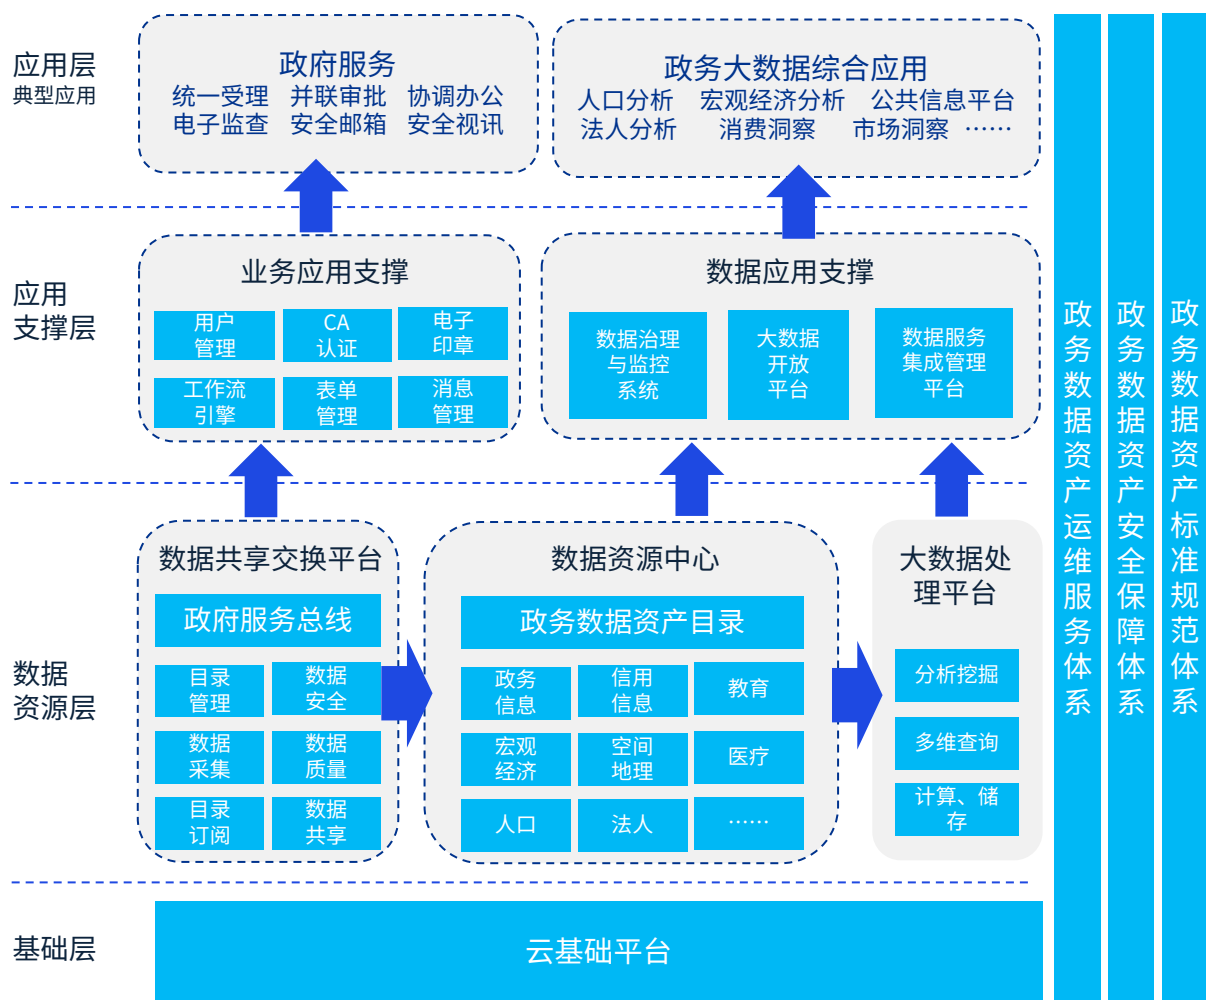 应用层
典型应用
政府服务
统一受理 并联审批 协调办公
电子监查 安全邮箱 安全视讯
政务大数据综合应用
人口分析 宏观经济分析 公共信息平台
法人分析 消费洞察 市场洞察 ……
应用
支撑层
业务应用支撑
用户
管理
CA
认证
电子
印章
工作流
引擎
表单
管理
消息
管理
数据应用支撑
数据治理
与监控
系统
大数据
开放
平台
数据服务
集成管理
平台
数据
资源层
数据共享交换平台
政府服务总线
目录
管理
数据
安全
数据
采集
数据
质量
目录
订阅
数据
共享
数据资源中心
政务数据资产目录
政务
信息
信用
信息
教育
宏观
经济
空间
地理
医疗
人口
法人
……
大数据处
理平台
分析挖掘
多维查询
计算、储
存
基础层
云基础平台
政务数据资产运维服务体系
政务数据资产安全保障体系
政务数据资产标准规范体系